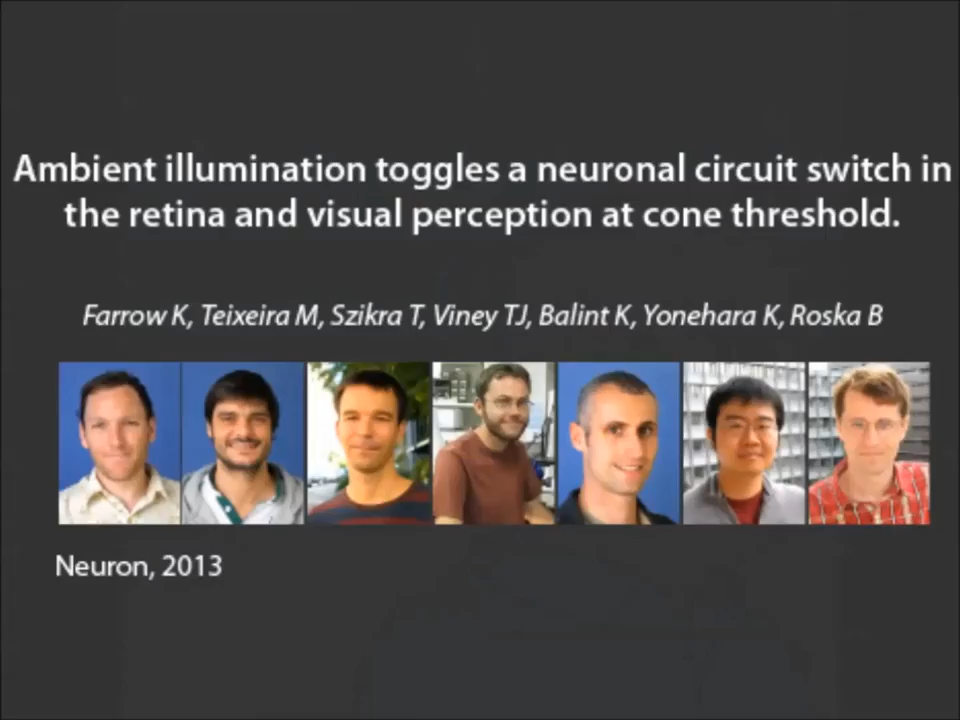 Ambient illumination toggles a neuronal circuit switch in
the retina and visual perception at cone threshold.
Farrow K, Teixeira M, Szikra T, Viney TJ, Balint K, Yonehara K, Roska B
Neuron, 2013